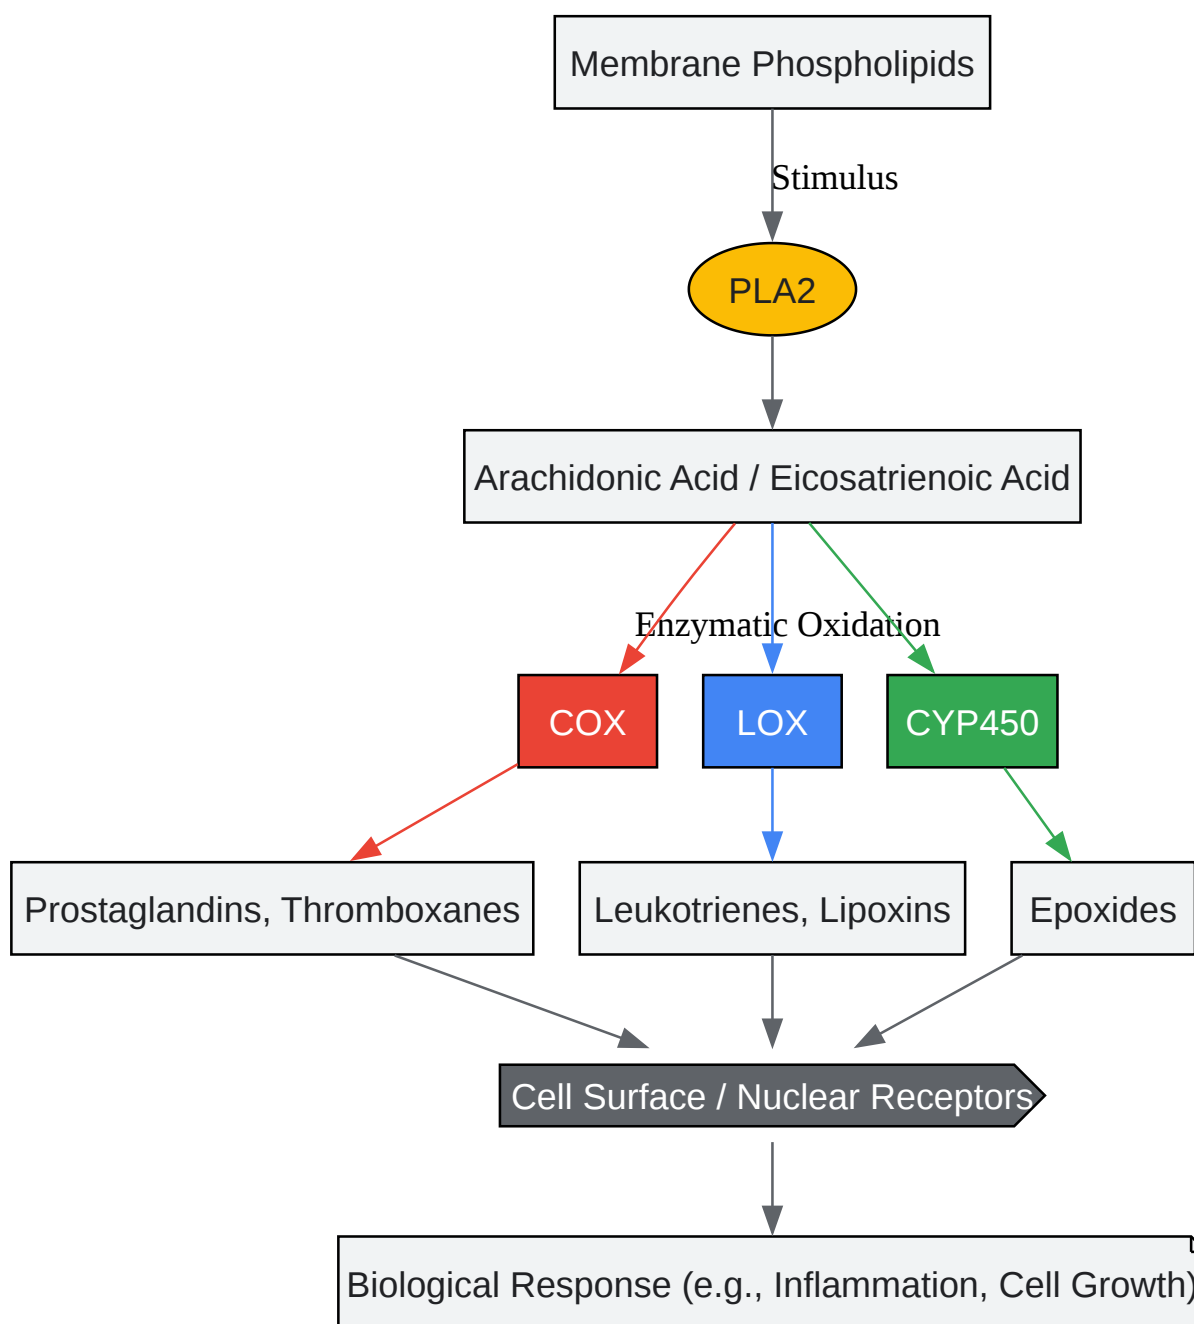 Membrane Phospholipids
Stimulus
PLA2
Arachidonic Acid / Eicosatrienoic Acid
Enzymatic Oxidation
COX
LOX
CYP450
Prostaglandins, Thromboxanes
Leukotrienes, Lipoxins
Epoxides
Cell Surface / Nuclear Receptors
Biological Response (e.g., Inflammation, Cell Growth)